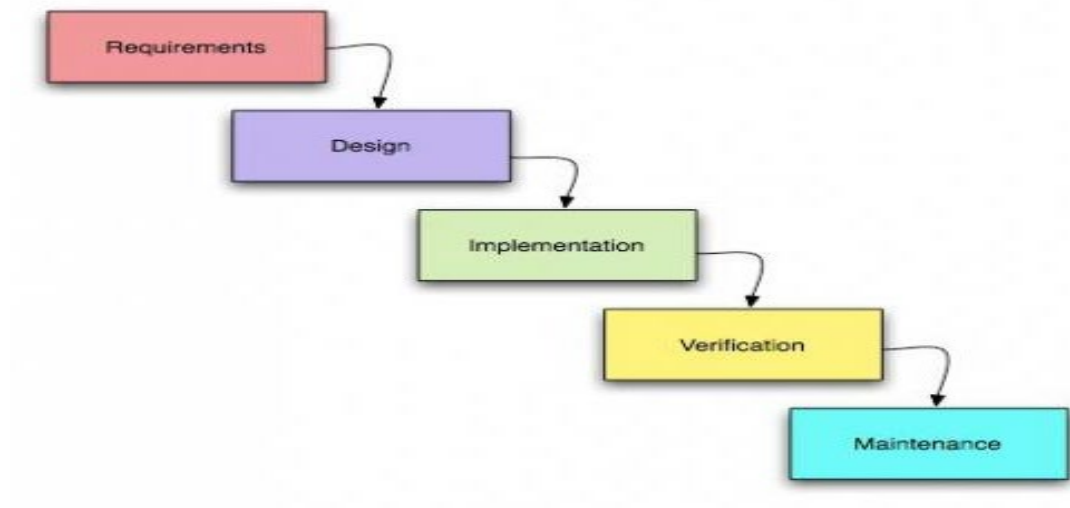 Requirements
Design
Implementation
Verification
Maintenance